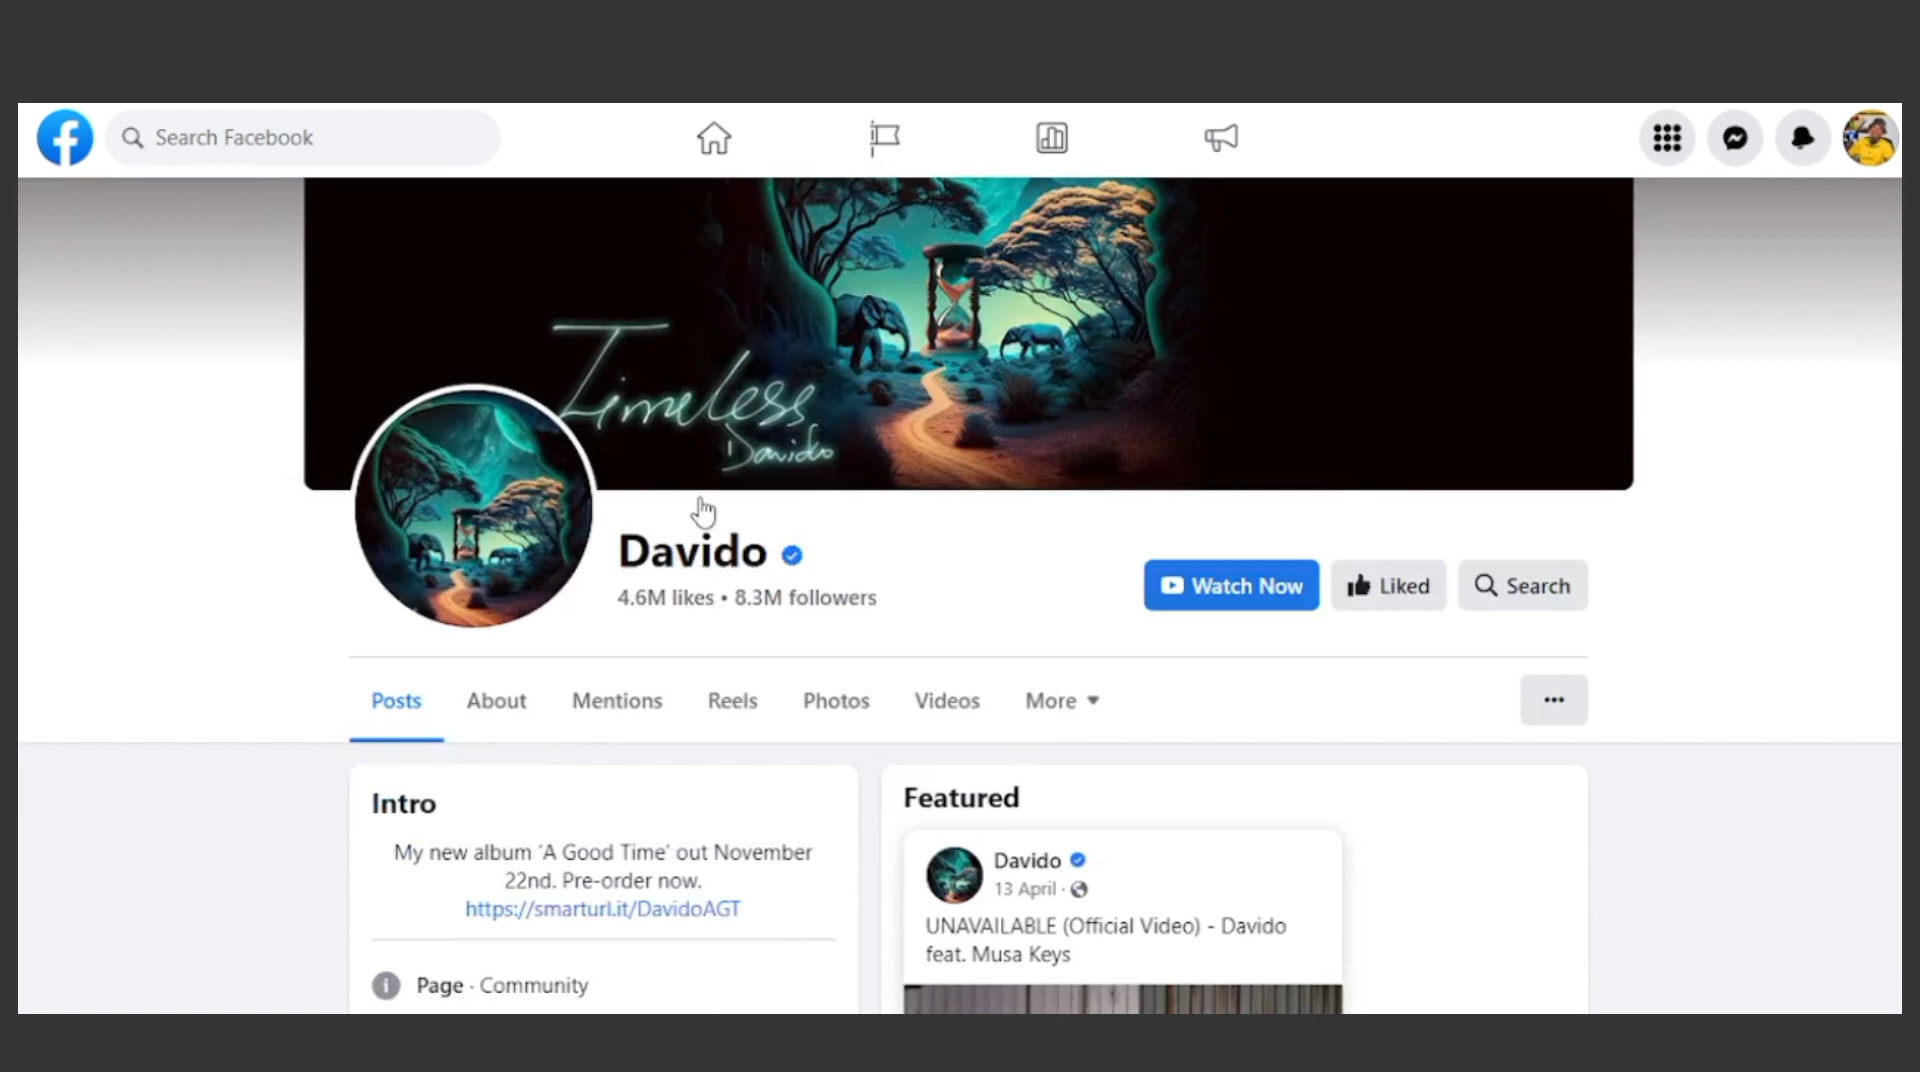 Search Facebook
Timeless
Davido
Davido
4.6M likes • 8.3M followers
Watch Now
Liked
Search
Posts
About
Mentions
Reels
Photos
Videos
More
Intro
My new album ‘A Good Time’ out November
22nd. Pre-order now.
https://smarturl.it/DavidoAGT
Page · Community
Featured
Davido
13 April ·
UNAVAILABLE (Official Video) - Davido
feat. Musa Keys